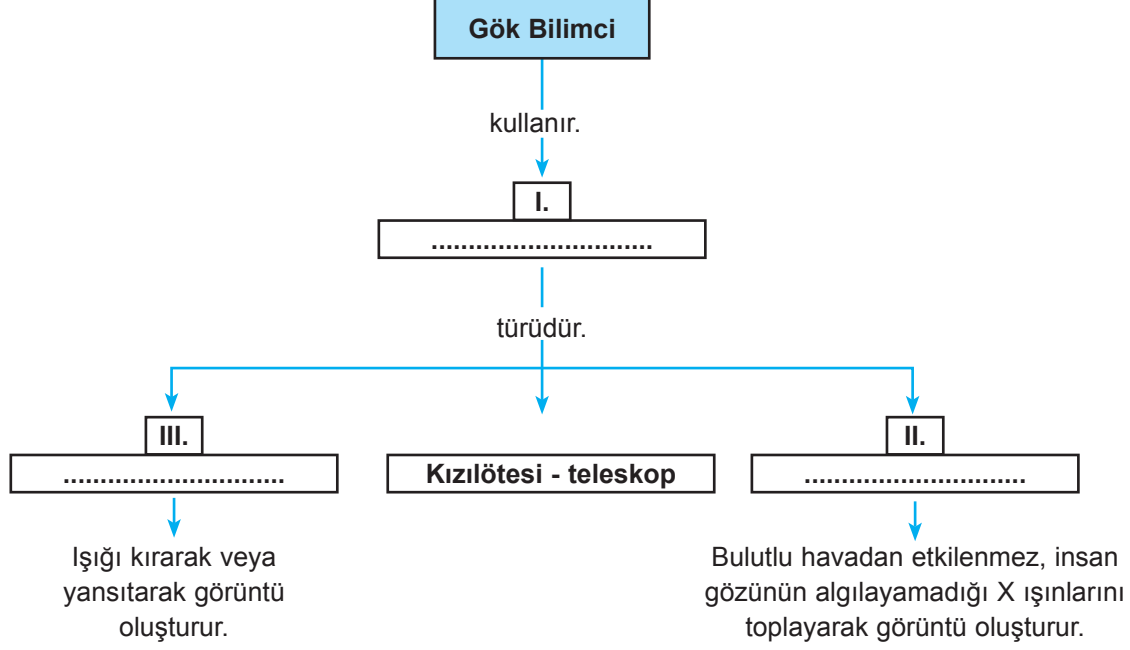 Gök Bilimci
kullanır.
I.
..............................
türüdür.
III.
..............................
Kızılötesi - teleskop
II.
..............................
Işığı kırarak veya
yansıtarak görüntü
oluşturur.
Bulutlu havadan etkilenmez, insan
gözünün algılayamadığı X ışınlarını
toplayarak görüntü oluşturur.